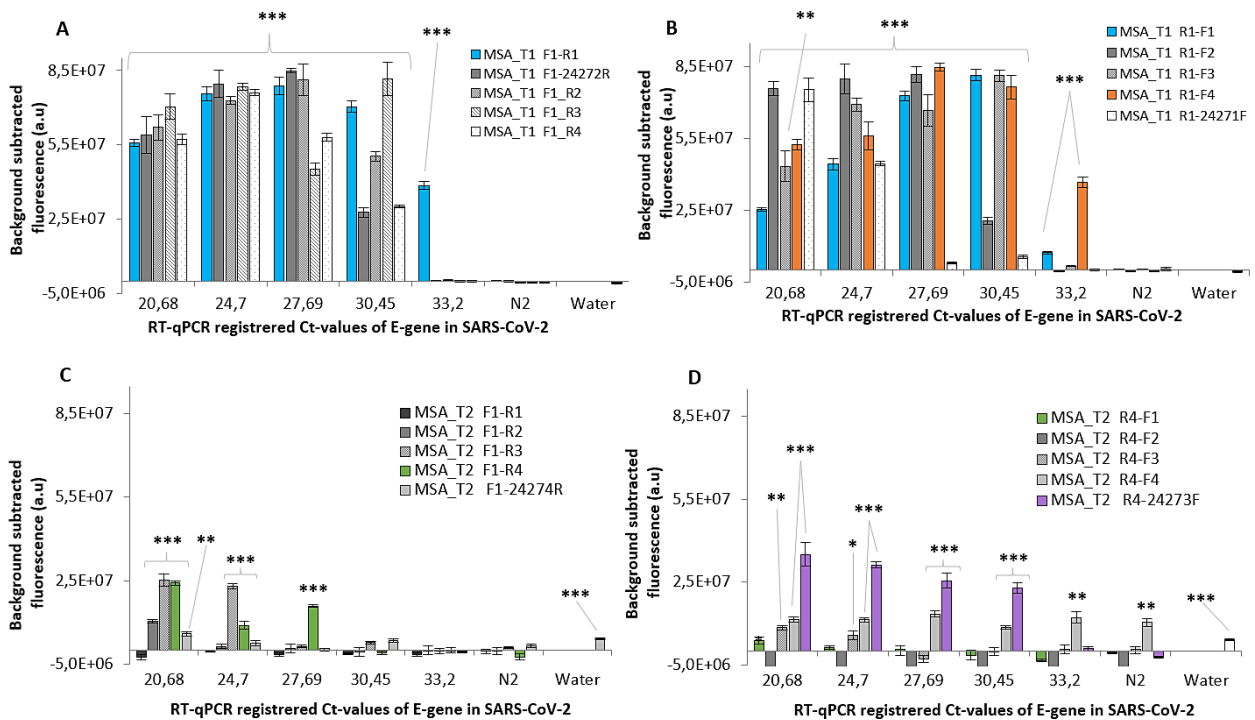 A
***
***
MSA_T1 F1-R1
MSA_T1 F1-24272R
MSA_T1 F1_R2
MSA_T1 F1_R3
MSA_T1 F1_R4
Background subtracted
fluorescence (a.u)
8,5E+07
5,5E+07
2,5E+07
-5,0E+06
20,68 24,7 27,69 30,45 33,2 N2 Water
RT-qPCR registrered Ct-values of E-gene in SARS-CoV-2
B
**
***
***
MSA_T1 R1-F1
MSA_T1 R1-F2
MSA_T1 R1-F3
MSA_T1 R1-F4
MSA_T1 R1-24271F
Background subtracted
fluorescence (a.u)
8,5E+07
5,5E+07
2,5E+07
-5,0E+06
20,68 24,7 27,69 30,45 33,2 N2 Water
RT-qPCR registrered Ct-values of E-gene in SARS-CoV-2
C
MSA_T2 F1-R1
MSA_T2 F1-R2
MSA_T2 F1-R3
MSA_T2 F1-R4
MSA_T2 F1-24274R
*** ** *** *** ***
Background subtracted
fluorescence (a.u)
8,5E+07
5,5E+07
2,5E+07
-5,0E+06
20,68 24,7 27,69 30,45 33,2 N2 Water
RT-qPCR registrered Ct-values of E-gene in SARS-CoV-2
D
MSA_T2 R4-F1
MSA_T2 R4-F2
MSA_T2 R4-F3
MSA_T2 R4-F4
MSA_T2 R4-24273F
** *** * *** *** *** ** ** ***
Background subtracted
fluorescence (a.u)
8,5E+07
5,5E+07
2,5E+07
-5,0E+06
20,68 24,7 27,69 30,45 33,2 N2 Water
RT-qPCR registrered Ct-values of E-gene in SARS-CoV-2